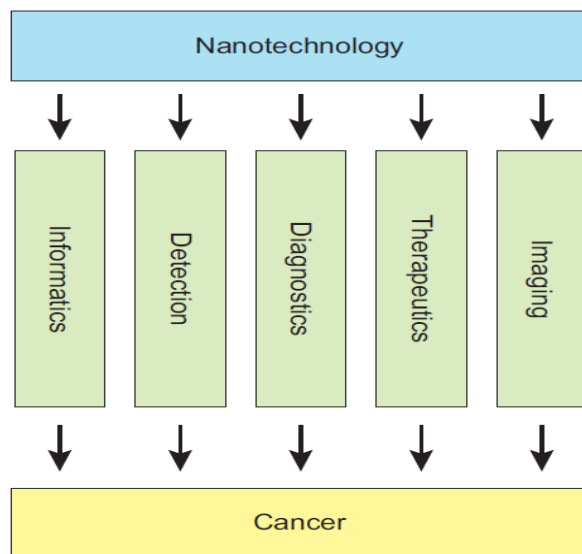 Nanotechnology
Informatics
Detection
Diagnostics
Therapeutics
Imaging
Cancer